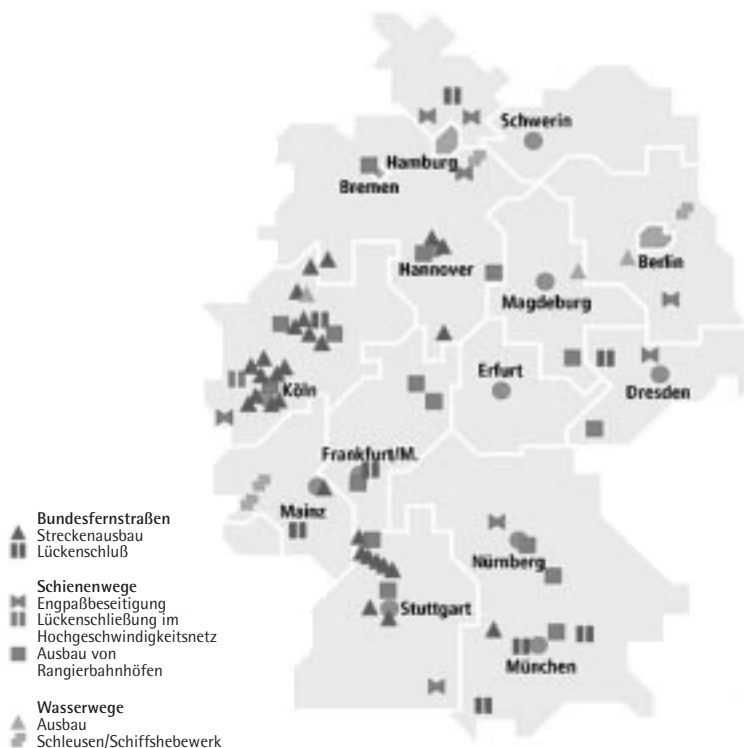 Schwerin
Hamburg
Bremen
Berlin
Hannover
Magdeburg
Erfurt
Köln
Dresden
Frankfurt/M.
Mainz
Nürnberg
Stuttgart
München
Bundesfernstraßen
Streckenausbau
Lückenschluß
Schienenwege
Engpaßbeseitigung
Lückenschließung im
Hochgeschwindigkeitsnetz
Ausbau von
Rangierbahnhöfen
Wasserwege
Ausbau
Schleusen/Schiffshebewerk